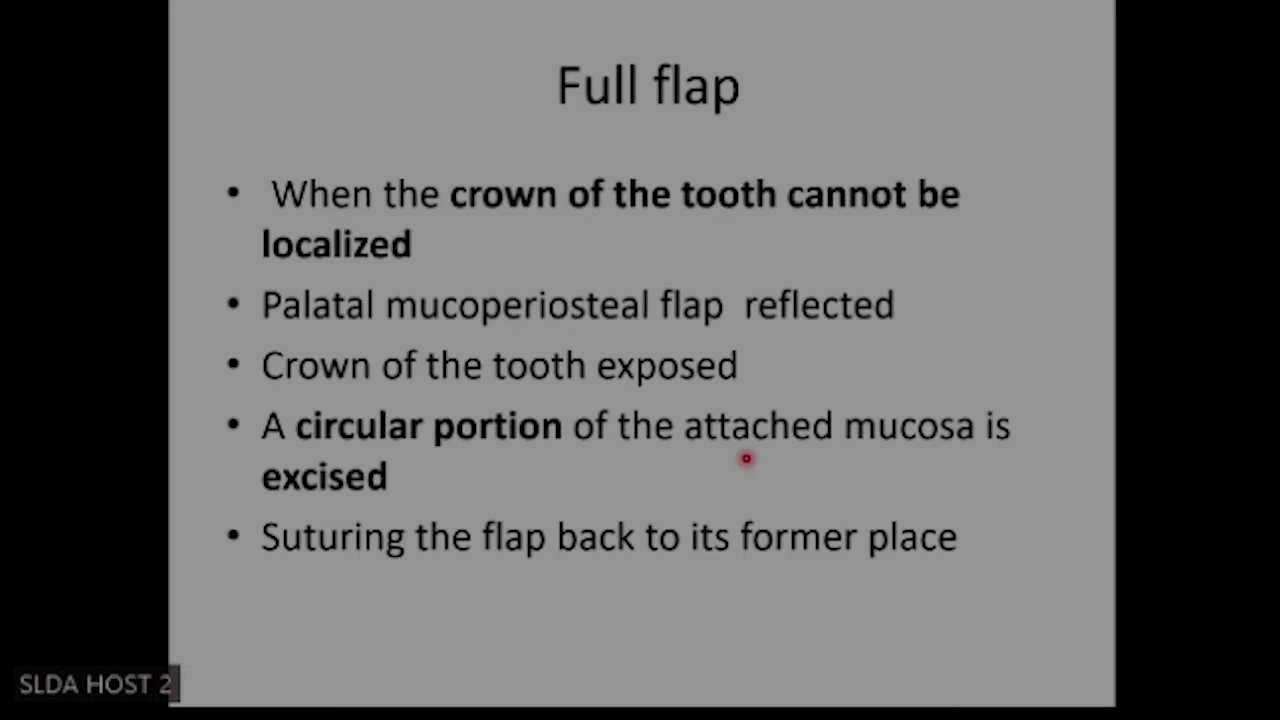 Full flap
• When the crown of the tooth cannot be
localized
• Palatal mucoperiosteal flap reflected
• Crown of the tooth exposed
• A circular portion of the attached mucosa is
excised
• Suturing the flap back to its former place
SLDA HOST 2